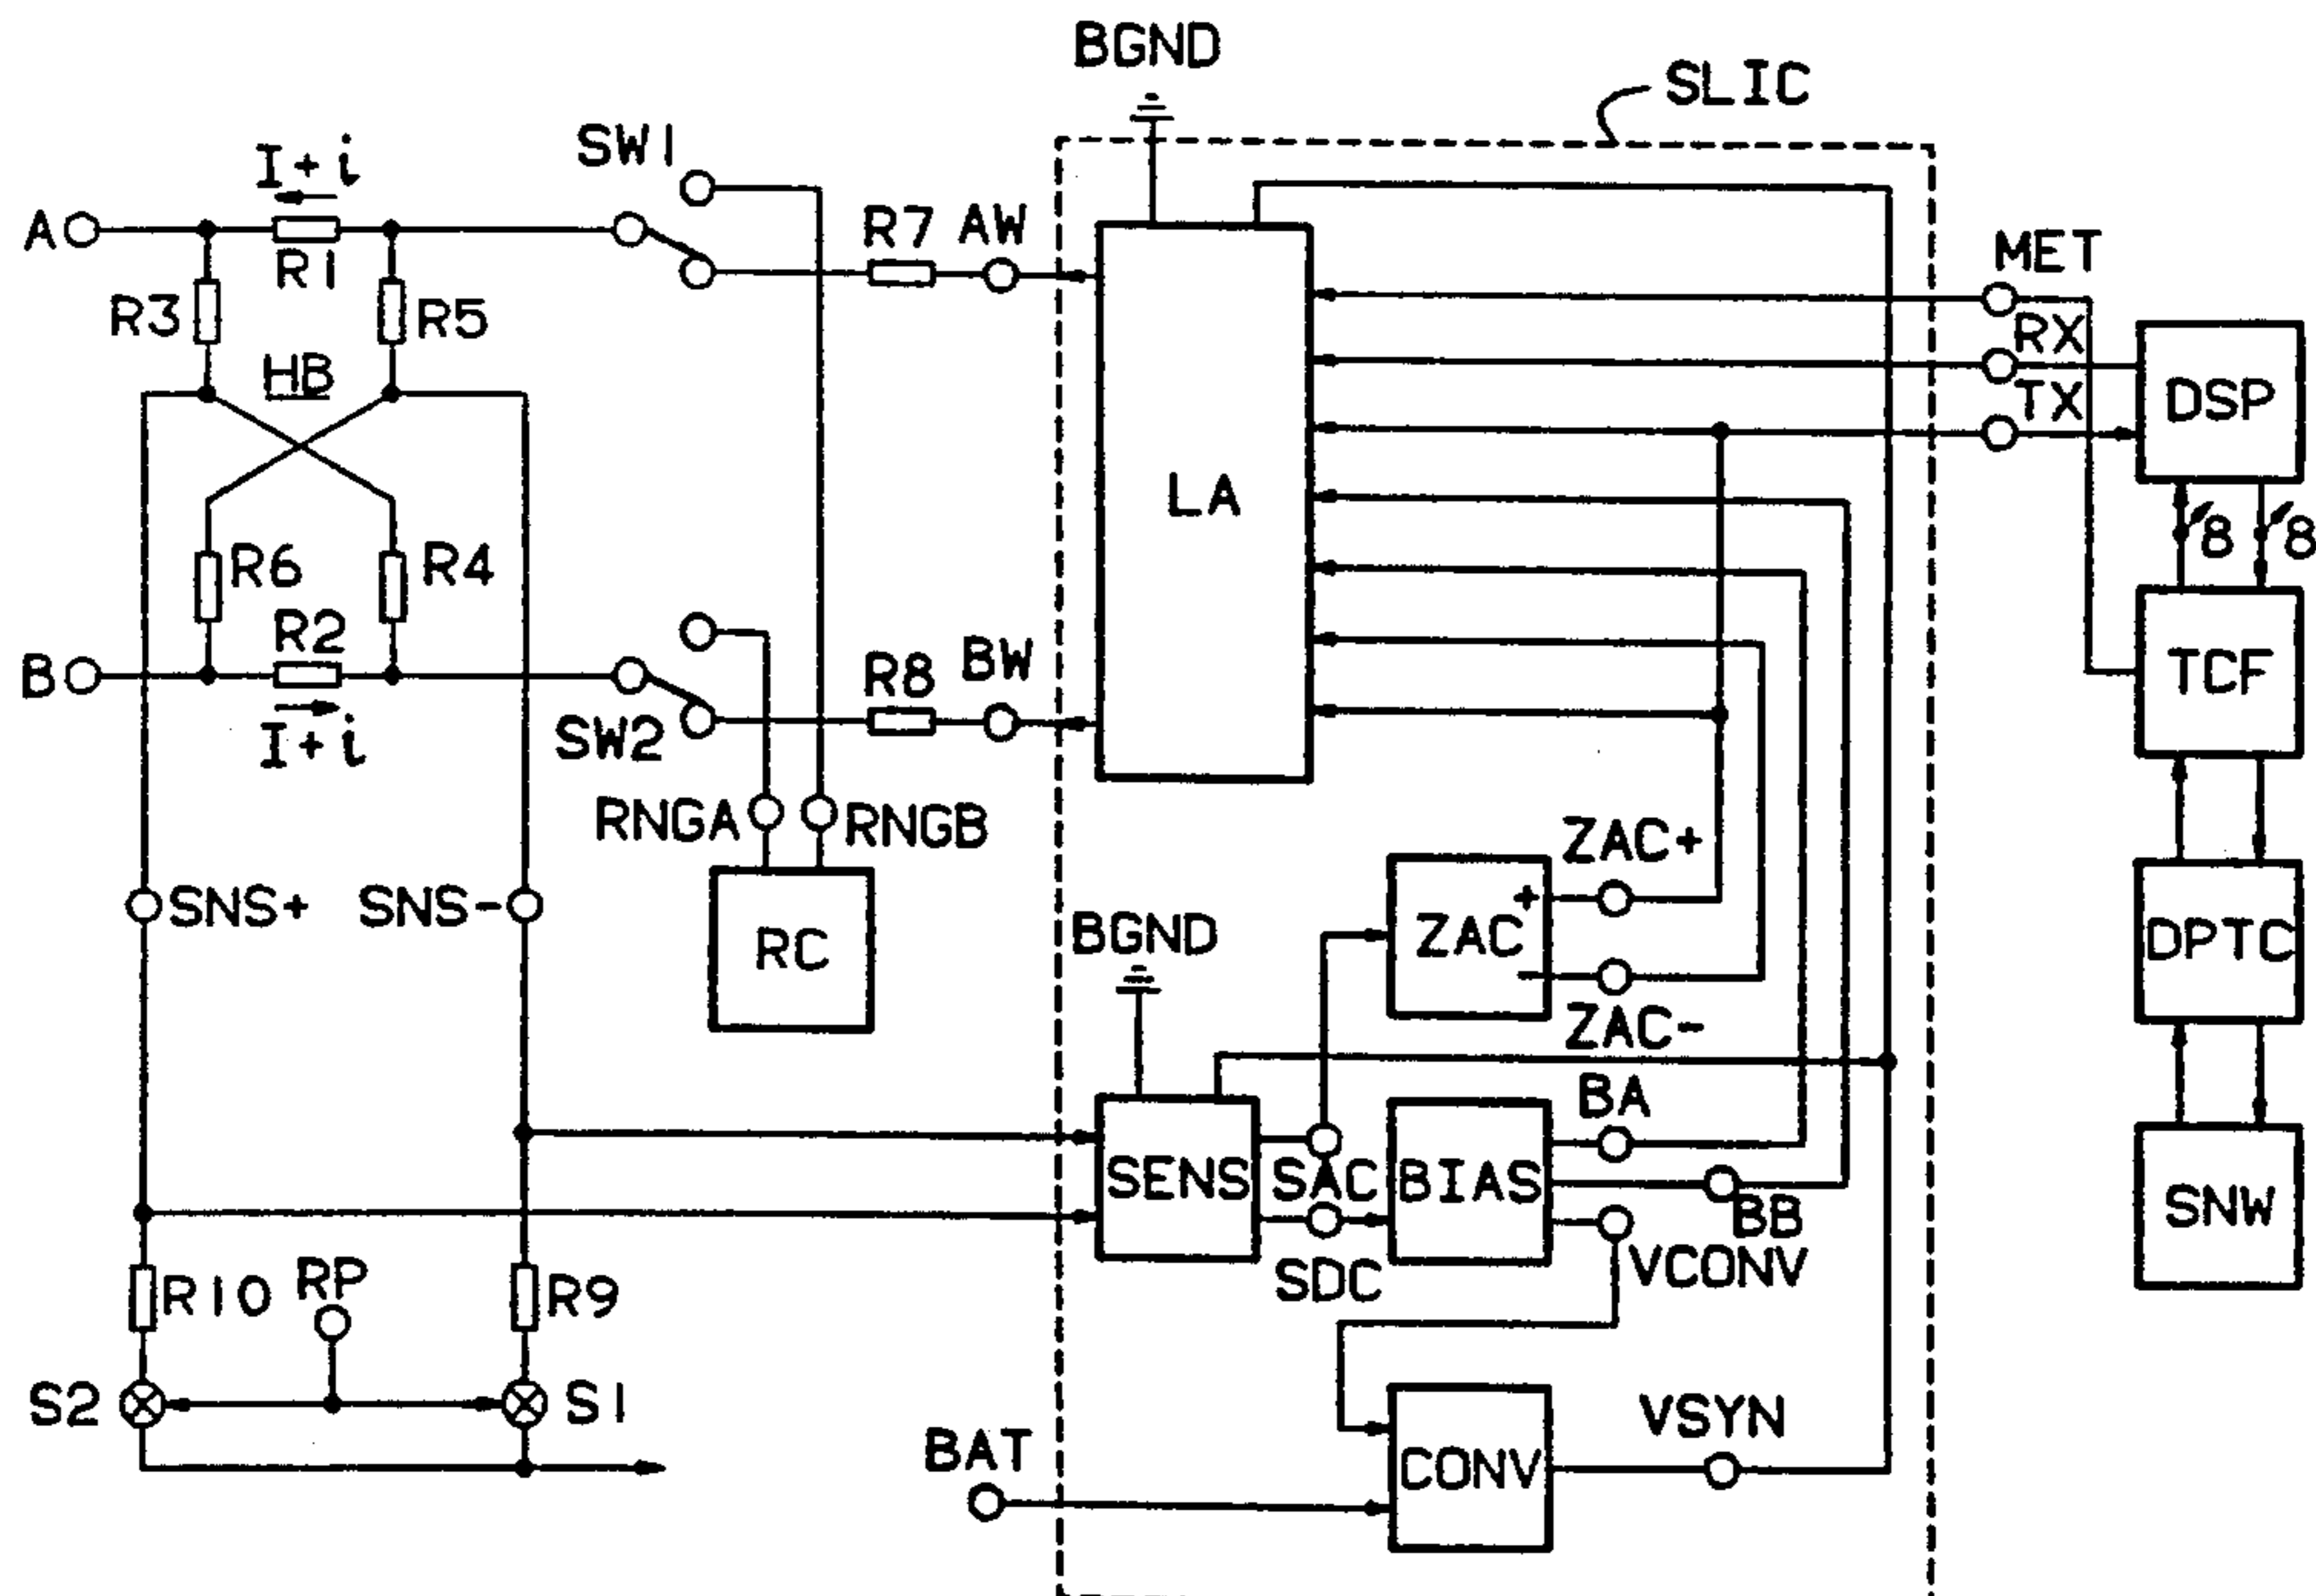 BGND
SLIC
I+i
SW1
A
R1
R7
AW
MET
R3
R5
RX
HB
TX
DSP
LA
8
8
R6
R4
R2
B
R8
BW
TCF
I+i
SW2
RNGA
RNGB
ZAC+
SNS+
SNS-
RC
BGND
+
ZAC
-
DPTC
ZAC-
BA
SENS
SAC
BIAS
BB
SNW
R10
RP
R9
SDC
VCONV
S2
S1
BAT
CONV
VSYN